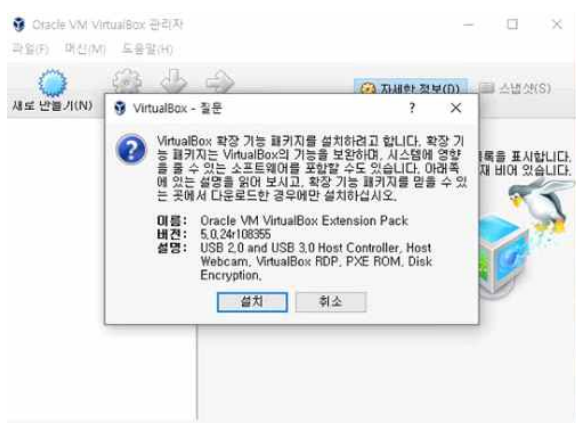 Oracle VM VirtualBox 관리자
파일(F) 머신(M) 도움말(H)
새로 만들기(N)
자세한 정보(D)
스냅샷(S)
VirtualBox - 질문
VirtualBox 확장 기능 패키지를 설치하려고 합니다. 확장 기
능 패키지는 VirtualBox의 기능을 보완하며, 시스템에 영향
을 줄 수 있는 소프트웨어를 포함할 수도 있습니다. 아래쪽
에 있는 설명을 읽어 보시고, 확장 기능 패키지를 믿을 수 있
는 곳에서 다운로드한 경우에만 설치하십시오.
이름: Oracle VM VirtualBox Extension Pack
버전: 5.0.24r108355
설명: USB 2.0 and USB 3.0 Host Controller, Host
Webcam, VirtualBox RDP, PXE ROM, Disk
Encryption.
설치 취소
록을 표시합니다.
재 비어 있습니다.